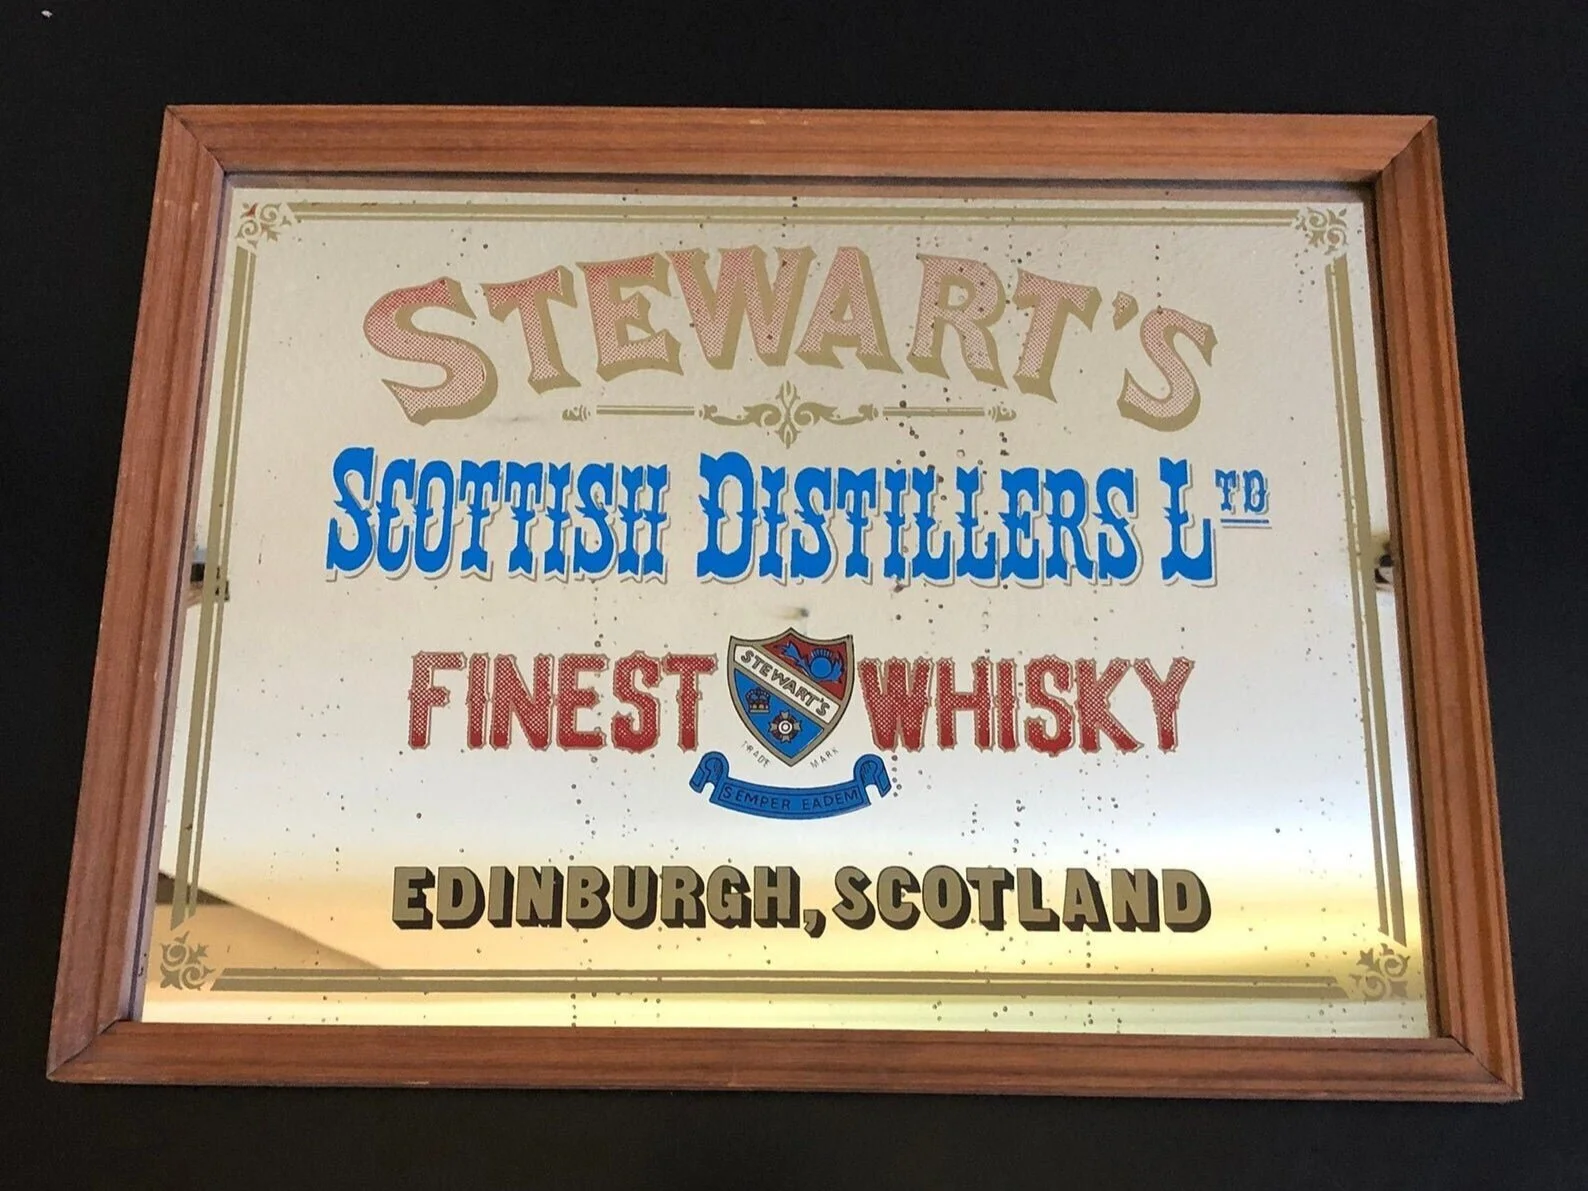 STEWART'S
SCOTTISH DISTILLERS LTD
FINEST WHISKY
STEWART'S
TRADE MARK
SEMPER EADEM
EDINBURGH, SCOTLAND